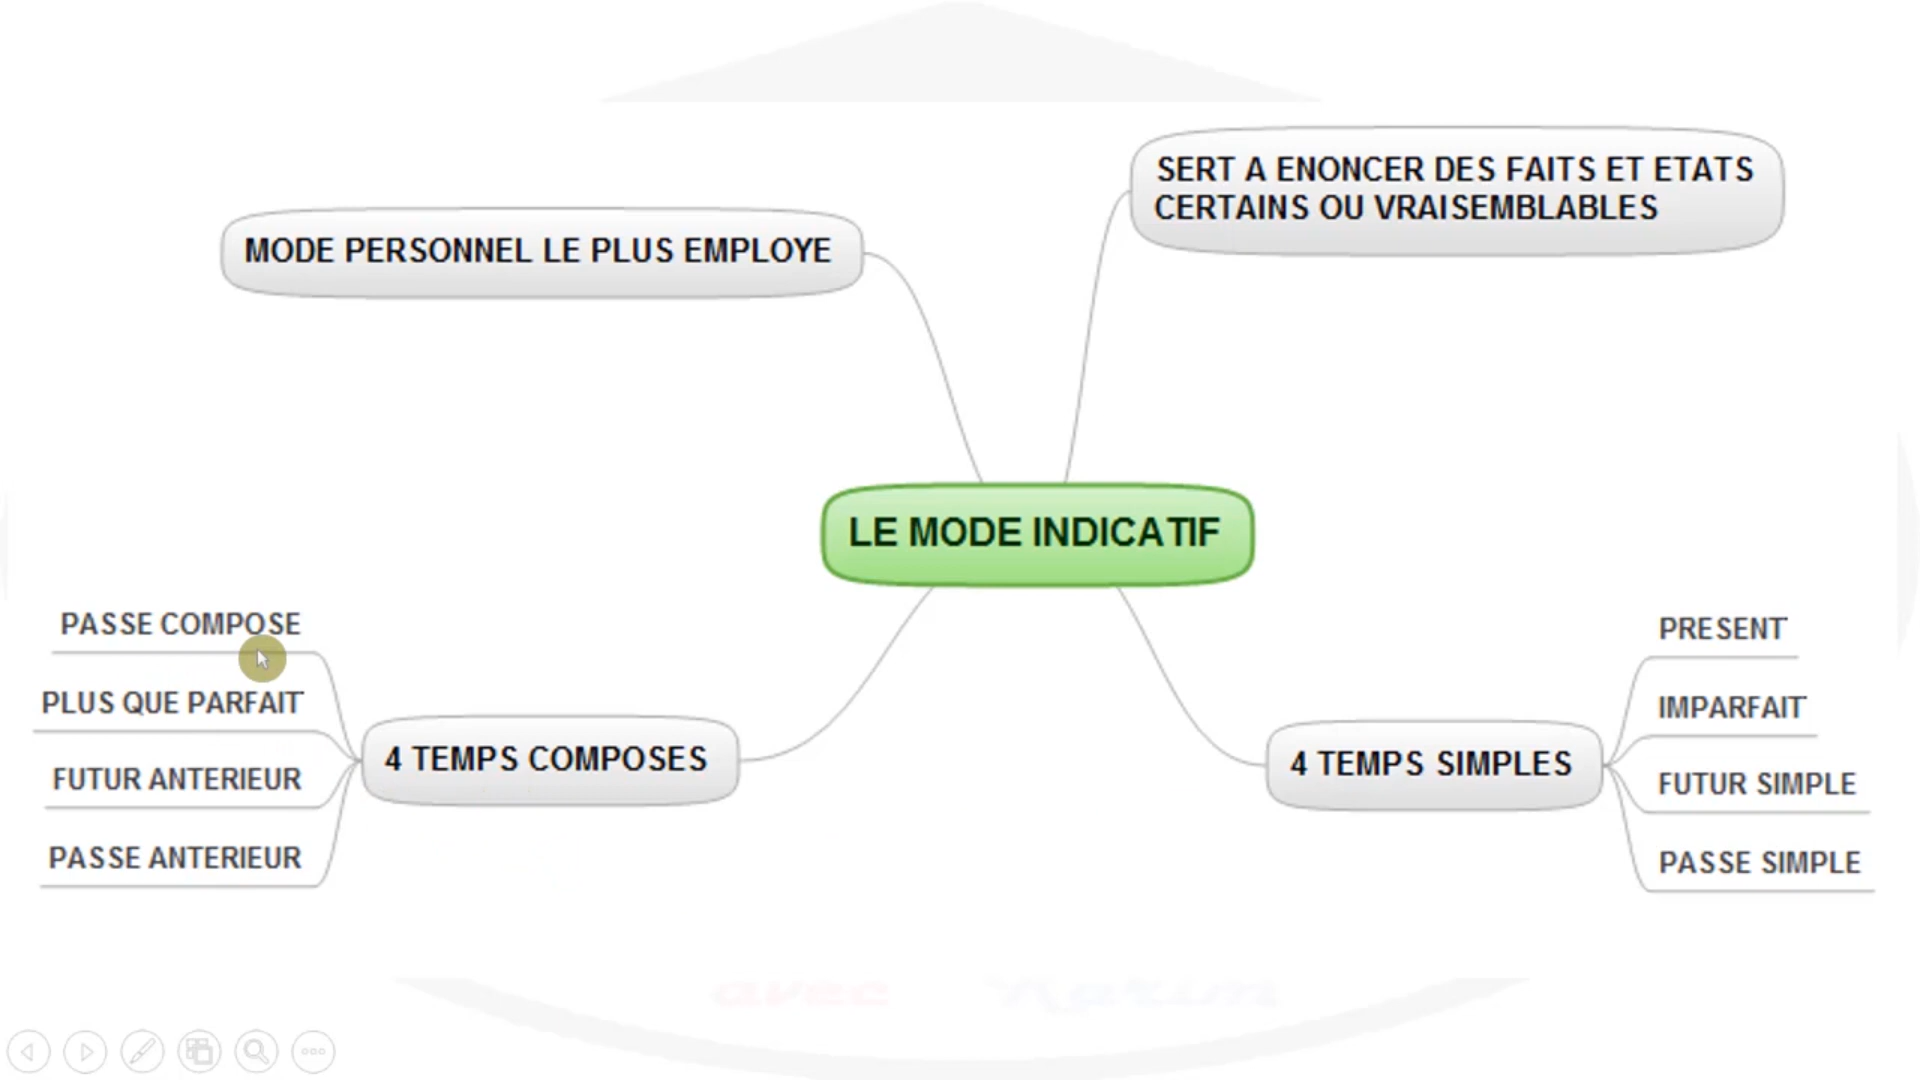 MODE PERSONNEL LE PLUS EMPLOYE
SERT A ENONCER DES FAITS ET ETATS
CERTAINS OU VRAISEMBLABLES
LE MODE INDICATIF
4 TEMPS COMPOSES
PASSE COMPOSE
PLUS QUE PARFAIT
FUTUR ANTERIEUR
PASSE ANTERIEUR
4 TEMPS SIMPLES
PRESENT
IMPARFAIT
FUTUR SIMPLE
PASSE SIMPLE
avec